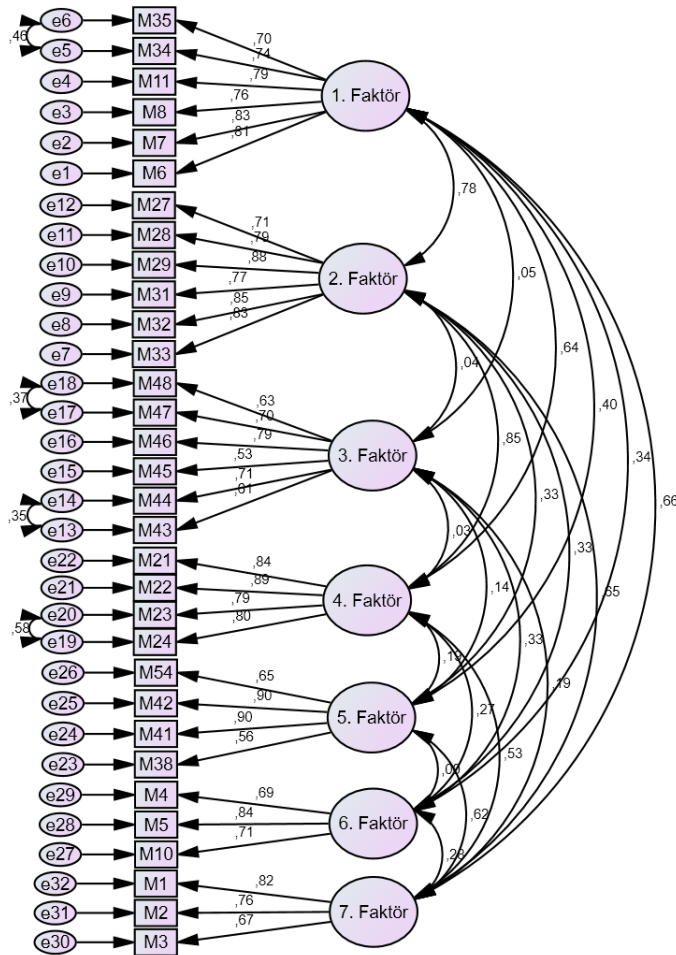 e6 M35
,46
e5 M34
e4 M11
e3 M8
e2 M7
e1 M6
,70
,74
,79
,76
,83
,81
1. Faktör
e12 M27
e11 M28
e10 M29
e9 M31
e8 M32
e7 M33
,71
,79
,88
,77
,85
,83
2. Faktör
e18 M48
,37
e17 M47
e16 M46
e15 M45
e14 M44
,35
e13 M43
,63
,70
,79
,53
,71
,61
3. Faktör
e22 M21
e21 M22
e20 M23
,58
e19 M24
,84
,89
,79
,80
4. Faktör
e26 M54
e25 M42
e24 M41
e23 M38
,65
,90
,90
,56
5. Faktör
e29 M4
e28 M5
e27 M10
,69
,84
,71
6. Faktör
e32 M1
e31 M2
e30 M3
,82
,76
,67
7. Faktör
,78
,05
,64
,40
,34
,66
,04
,85
,33
,33
,65
,03
,14
,33
,19
,27
,53
,62
,28